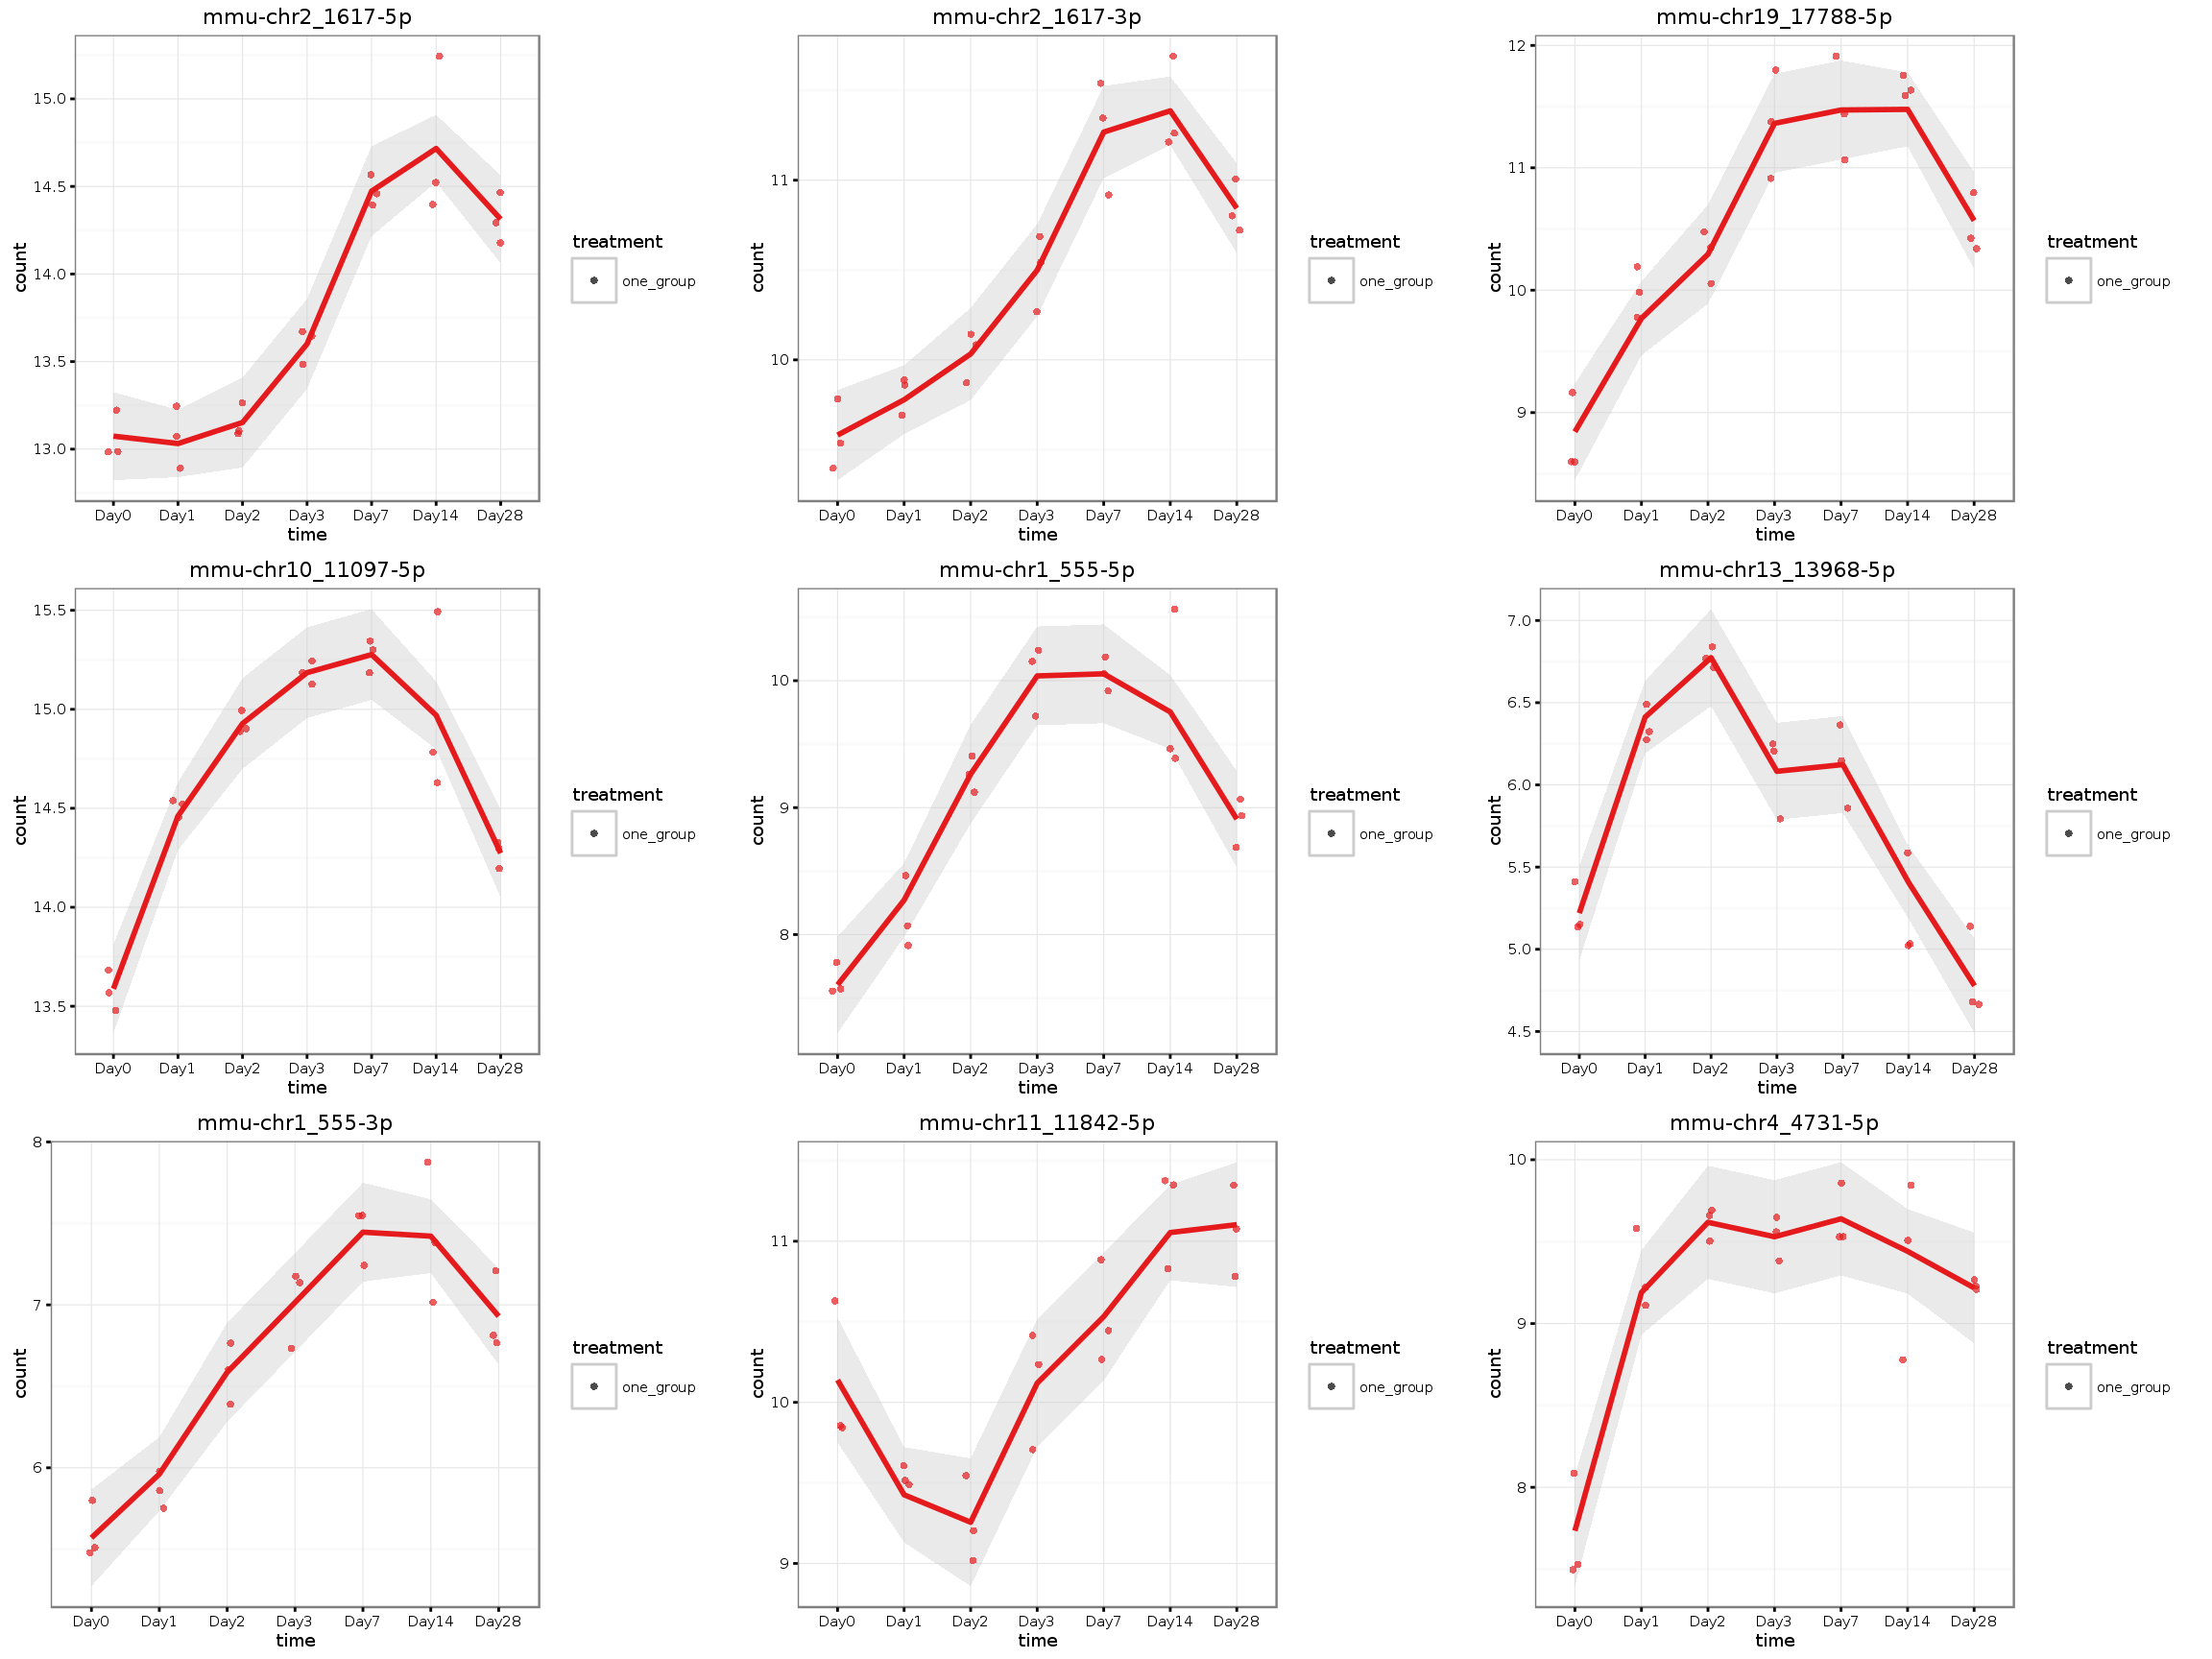 mmu-chr2_1617-5p
15.0
14.5
14.0
13.5
13.0
count
Day0 Day1 Day2 Day3 Day7 Day14 Day28
time
treatment
one_group
mmu-chr2_1617-3p
11
10
count
Day0 Day1 Day2 Day3 Day7 Day14 Day28
time
treatment
one_group
mmu-chr19_17788-5p
12
11
10
9
count
Day0 Day1 Day2 Day3 Day7 Day14 Day28
time
treatment
one_group
mmu-chr10_11097-5p
15.5
15.0
14.5
14.0
13.5
count
Day0 Day1 Day2 Day3 Day7 Day14 Day28
time
treatment
one_group
mmu-chr1_555-5p
10
9
8
count
Day0 Day1 Day2 Day3 Day7 Day14 Day28
time
treatment
one_group
mmu-chr13_13968-5p
7.0
6.5
6.0
5.5
5.0
4.5
count
Day0 Day1 Day2 Day3 Day7 Day14 Day28
time
treatment
one_group
mmu-chr1_555-3p
8
7
6
count
Day0 Day1 Day2 Day3 Day7 Day14 Day28
time
treatment
one_group
mmu-chr11_11842-5p
11
10
9
count
Day0 Day1 Day2 Day3 Day7 Day14 Day28
time
treatment
one_group
mmu-chr4_4731-5p
10
9
8
count
Day0 Day1 Day2 Day3 Day7 Day14 Day28
time
treatment
one_group